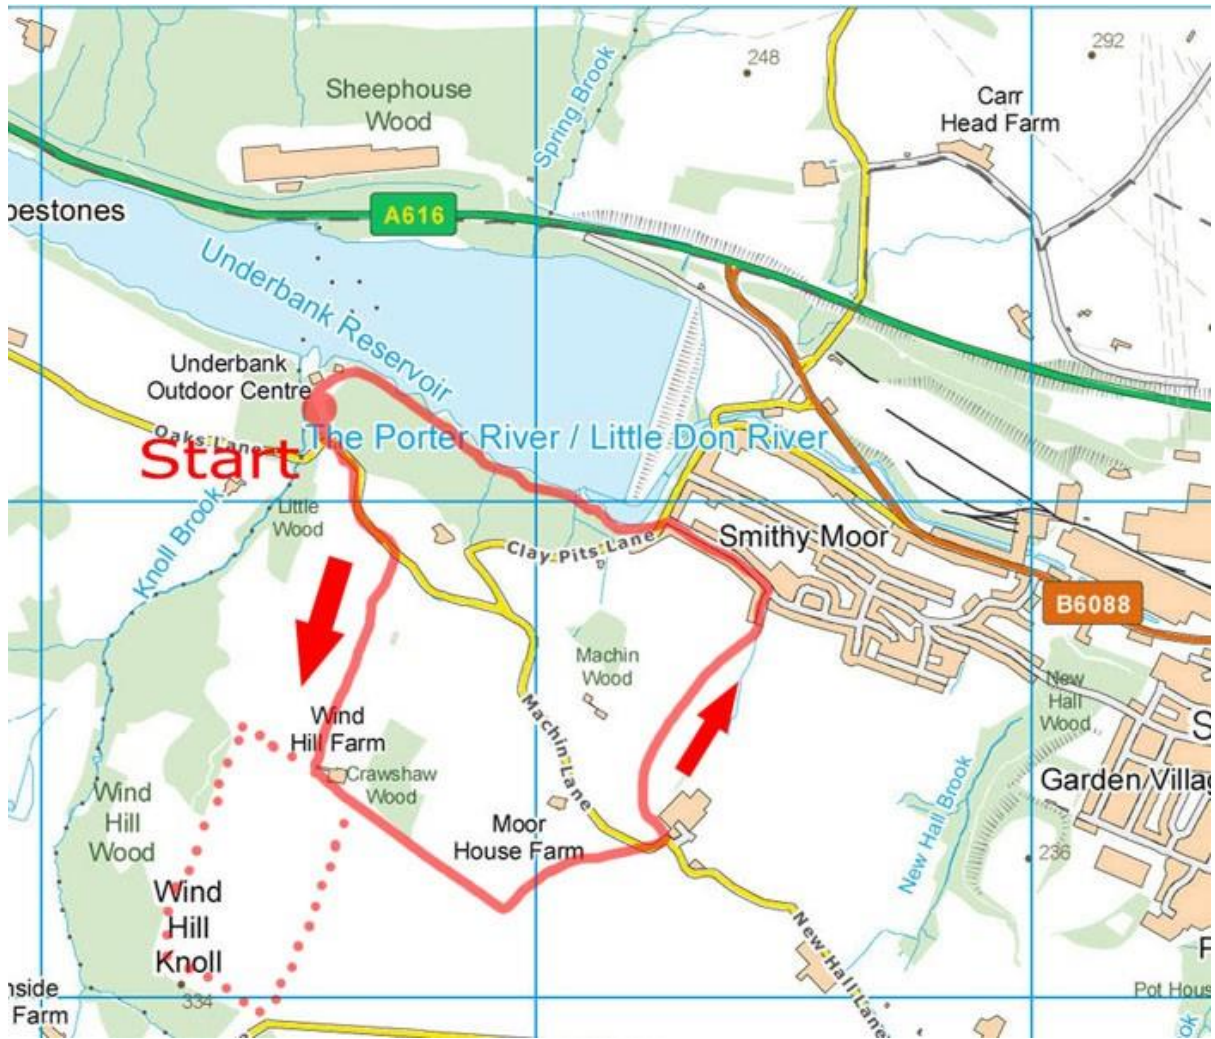 248
292
Sheephouse
Wood
Spring Brook
Carr
Head Farm
A616
pestones
Underbank Reservoir
Underbank
Outdoor Centre
Oaks Lane
Start
The Porter River / Little Don River
Knoll Brook
Little
Wood
Clay Pits Lane
Smithy Moor
B6088
Machin
Wood
New
Hall
Wood
Machin Lane
Wind
Hill Farm
Crawshaw
Wood
Wind
Hill
Wood
Moor
House Farm
Garden Villag
S
New Hall Brook
236
Wind
Hill
Knoll
334
New Hall Lane
nside
Farm
Pot Hous
ok